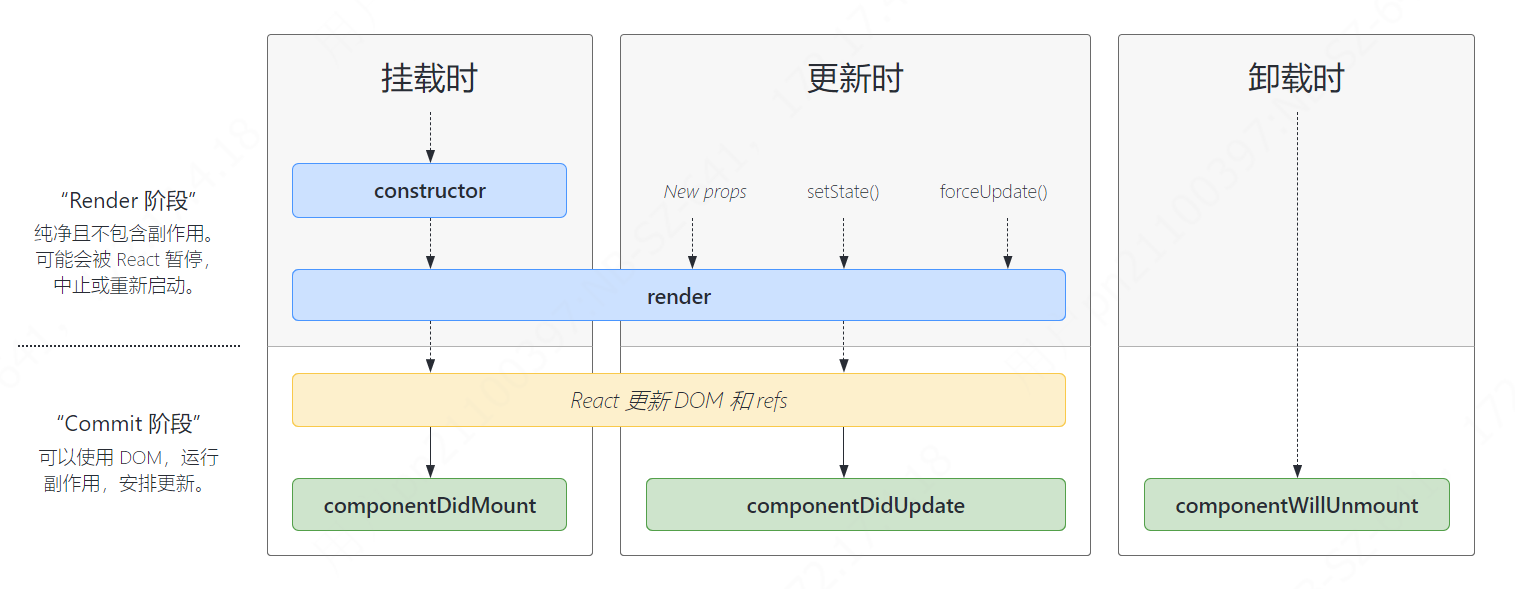 挂载时
更新时
卸载时
“Render 阶段”
纯净且不包含副作用。
可能会被 React 暂停，
中止或重新启动。
constructor
New props
setState()
forceUpdate()
render
“Commit 阶段”
可以使用 DOM，运行
副作用，安排更新。
React 更新 DOM 和 refs
componentDidMount
componentDidUpdate
componentWillUnmount